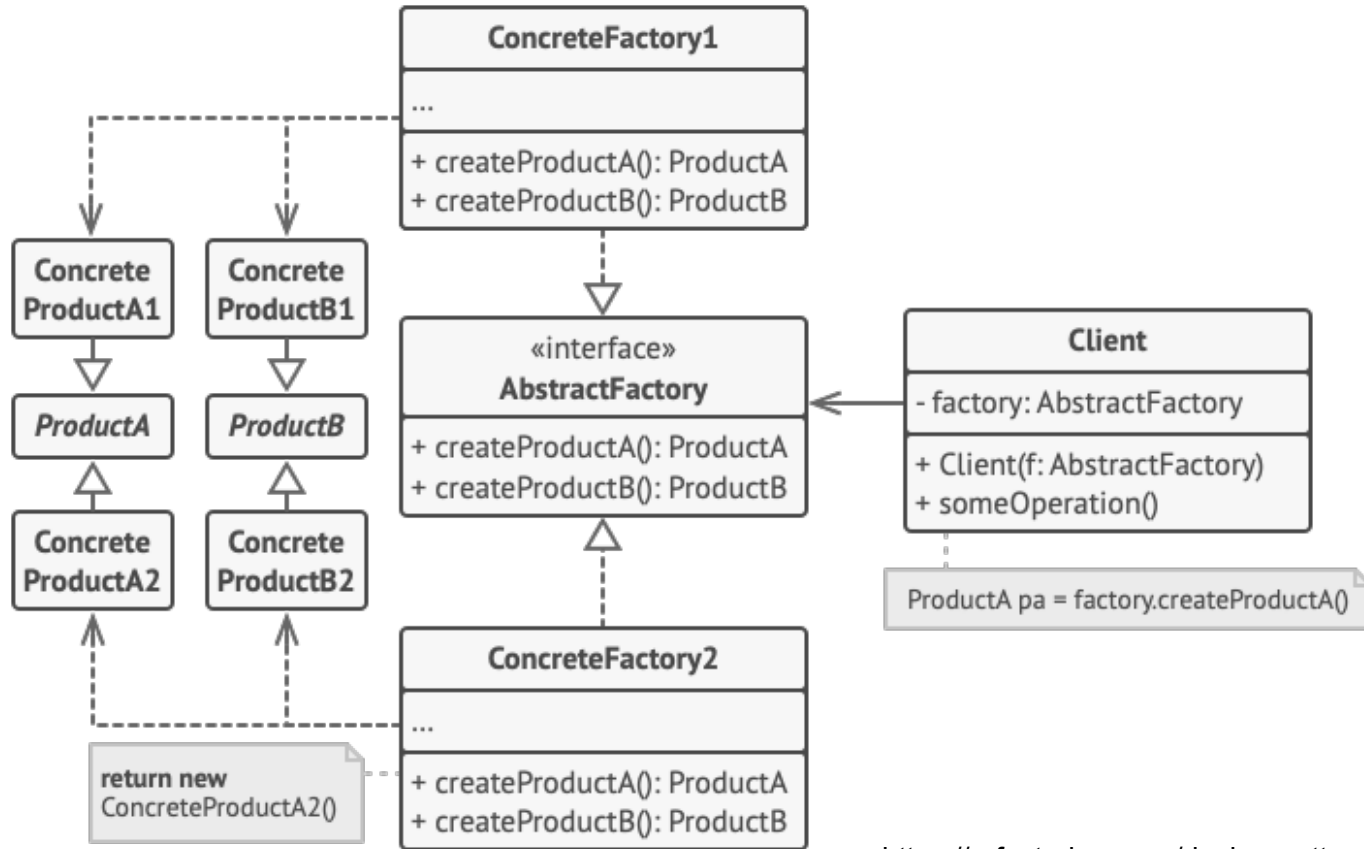 ConcreteFactory1
...
+ createProductA(): ProductA
+ createProductB(): ProductB
Concrete
ProductA1
Concrete
ProductB1
ProductA
ProductB
Concrete
ProductA2
Concrete
ProductB2
«interface»
AbstractFactory
+ createProductA(): ProductA
+ createProductB(): ProductB
Client
- factory: AbstractFactory
+ Client(f: AbstractFactory)
+ someOperation()
ProductA pa = factory.createProductA()
ConcreteFactory2
...
+ createProductA(): ProductA
+ createProductB(): ProductB
return new
ConcreteProductA2()